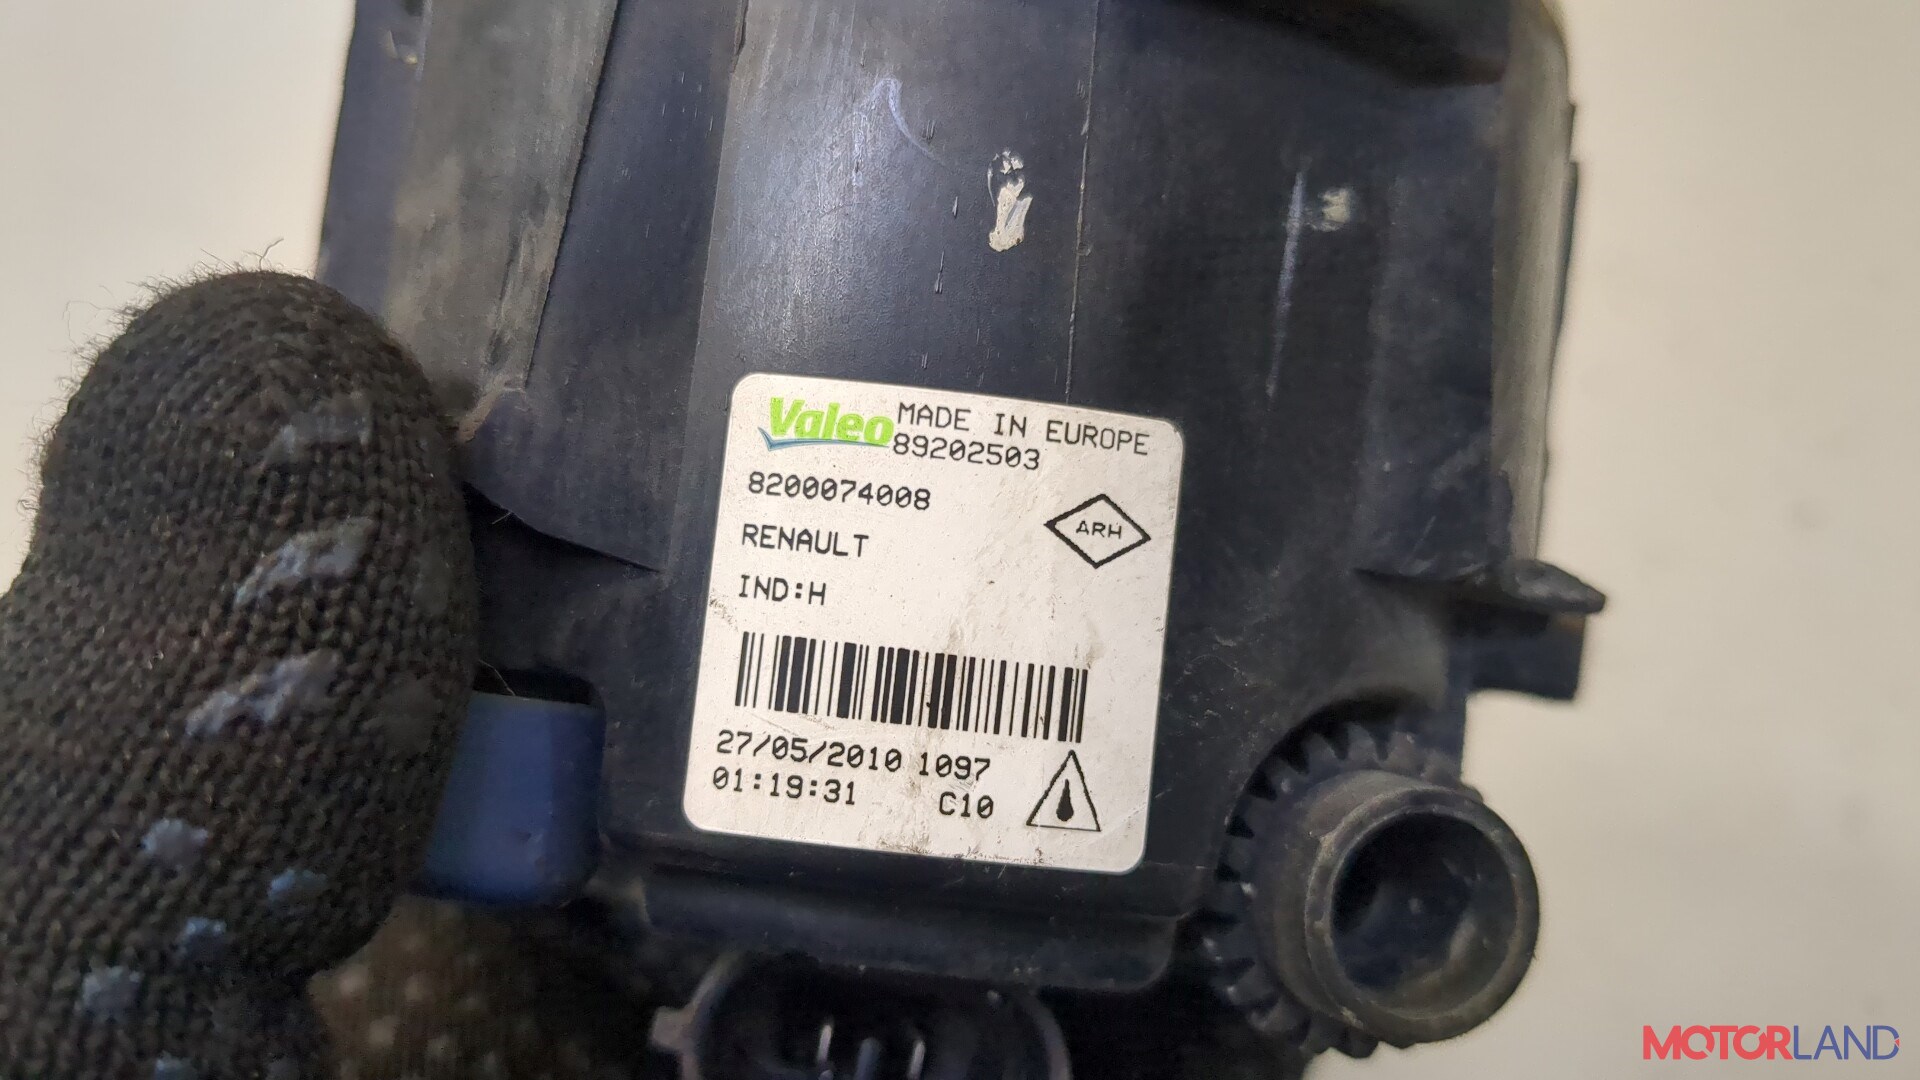 Valeo MADE IN EUROPE
89202503
8200074008
ARH
RENAULT
IND:H
27/05/2010 1097
01:19:31 C10
MOTORLAND